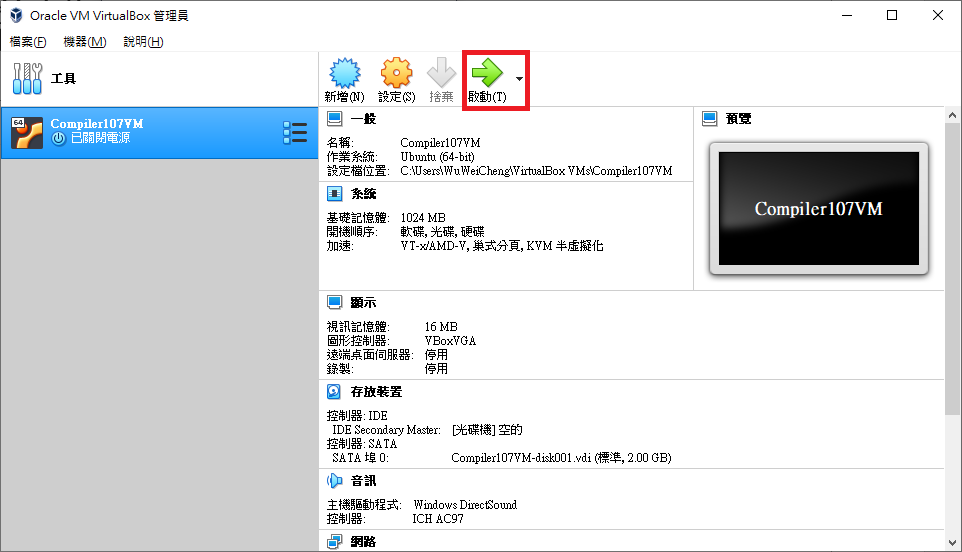 Oracle VM VirtualBox 管理員
檔案(F) 機器(M) 說明(H)
工具
新增(N) 設定(S) 捨棄 啟動(T)
64
Compiler107VM
已關閉電源
一般
名稱: Compiler107VM
作業系統: Ubuntu (64-bit)
設定檔位置: C:\Users\WuWeiCheng\VirtualBox VMs\Compiler107VM
預覽
Compiler107VM
系統
基礎記憶體: 1024 MB
開機順序: 軟碟, 光碟, 硬碟
加速: VT-x/AMD-V, 巢式分頁, KVM 半虛擬化
顯示
視訊記憶體: 16 MB
圖形控制器: VBoxVGA
遠端桌面伺服器: 停用
錄製: 停用
存放裝置
控制器: IDE
IDE Secondary Master: [光碟機] 空的
控制器: SATA
SATA 埠 0: Compiler107VM-disk001.vdi (標準, 2.00 GB)
音訊
主機驅動程式: Windows DirectSound
控制器: ICH AC97
網路